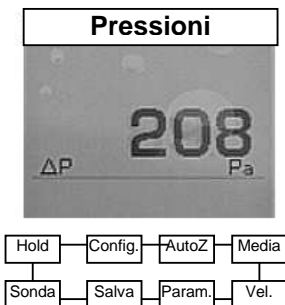 Pressioni
208
ΔP Pa
Hold Config. AutoZ Media
Sonda Salva Param. Vel.